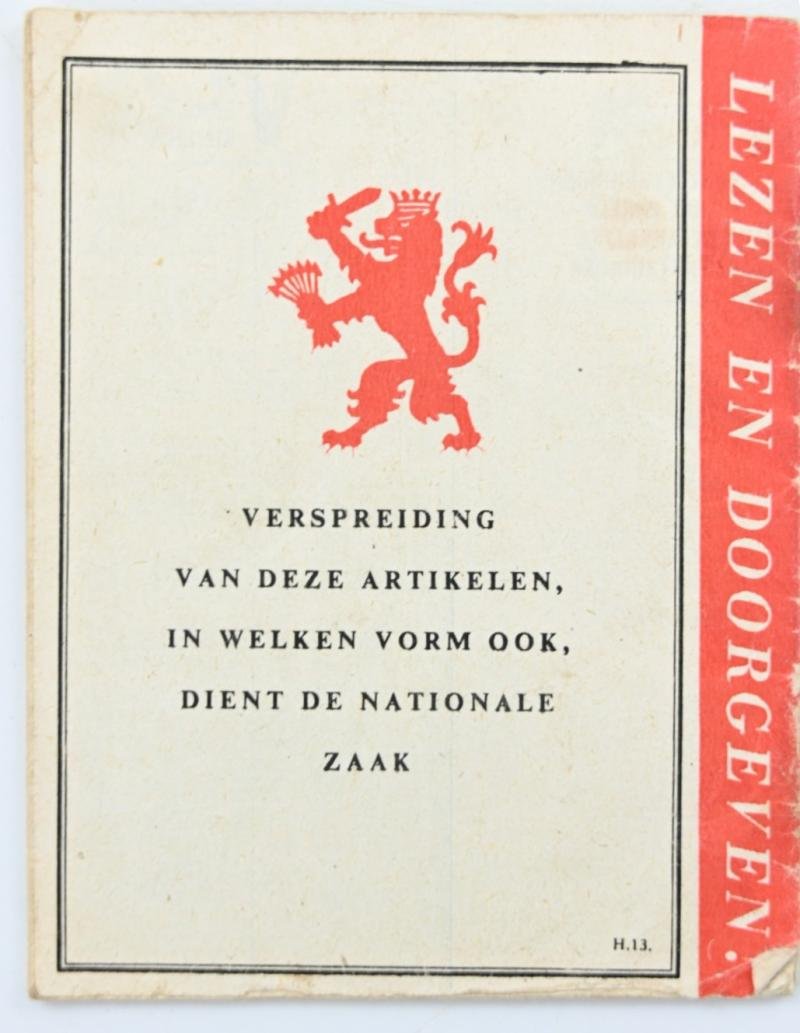 VERSPREIDING
VAN DEZE ARTIKELEN,
IN WELKEN VORM OOK,
DIENT DE NATIONALE
ZAAK
H.13.
LEZEN EN DOORGEVEN.